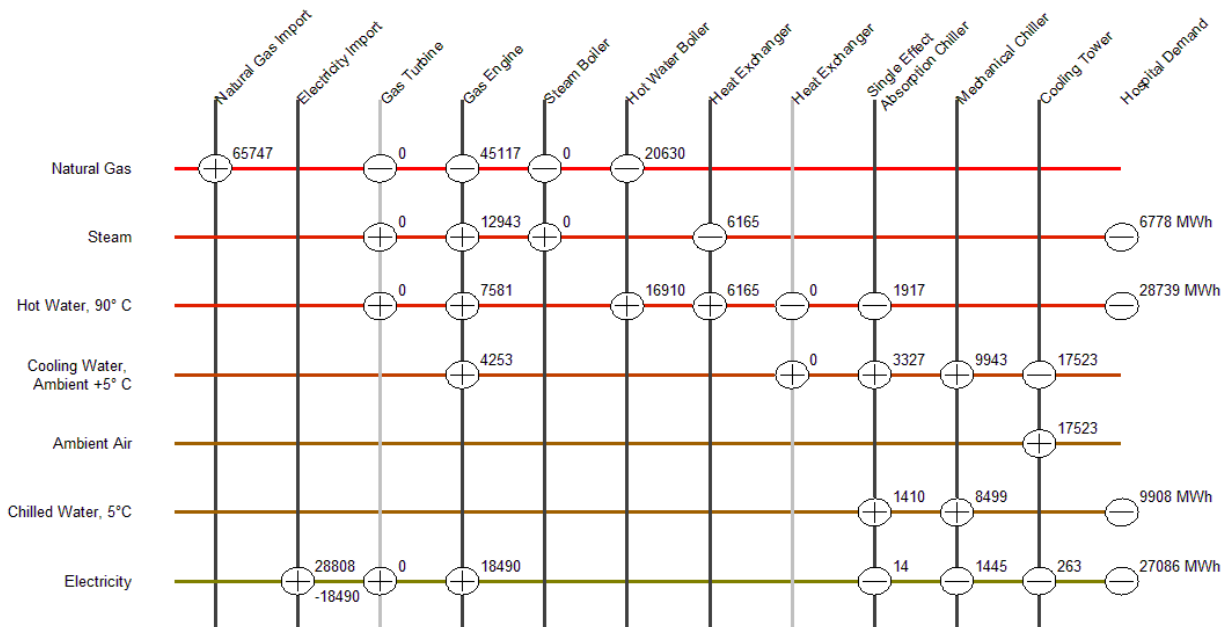 Natural Gas Import
Electricity Import
Gas Turbine
Gas Engine
Steam Boiler
Hot Water Boiler
Heat Exchanger
Heat Exchanger
Single Effect
Absorption Chiller
Mechanical Chiller
Cooling Tower
Hospital Demand
Natural Gas 65747 0 45117 0 20630
Steam 0 12943 0 6165 6778 MWh
Hot Water, 90° C 0 7581 16910 6165 0 1917 28739 MWh
Cooling Water,
Ambient +5° C 4253 0 3327 9943 17523
Ambient Air 17523
Chilled Water, 5°C 1410 8499 9908 MWh
Electricity 28808 0 18490 14 1445 263 27086 MWh
-18490